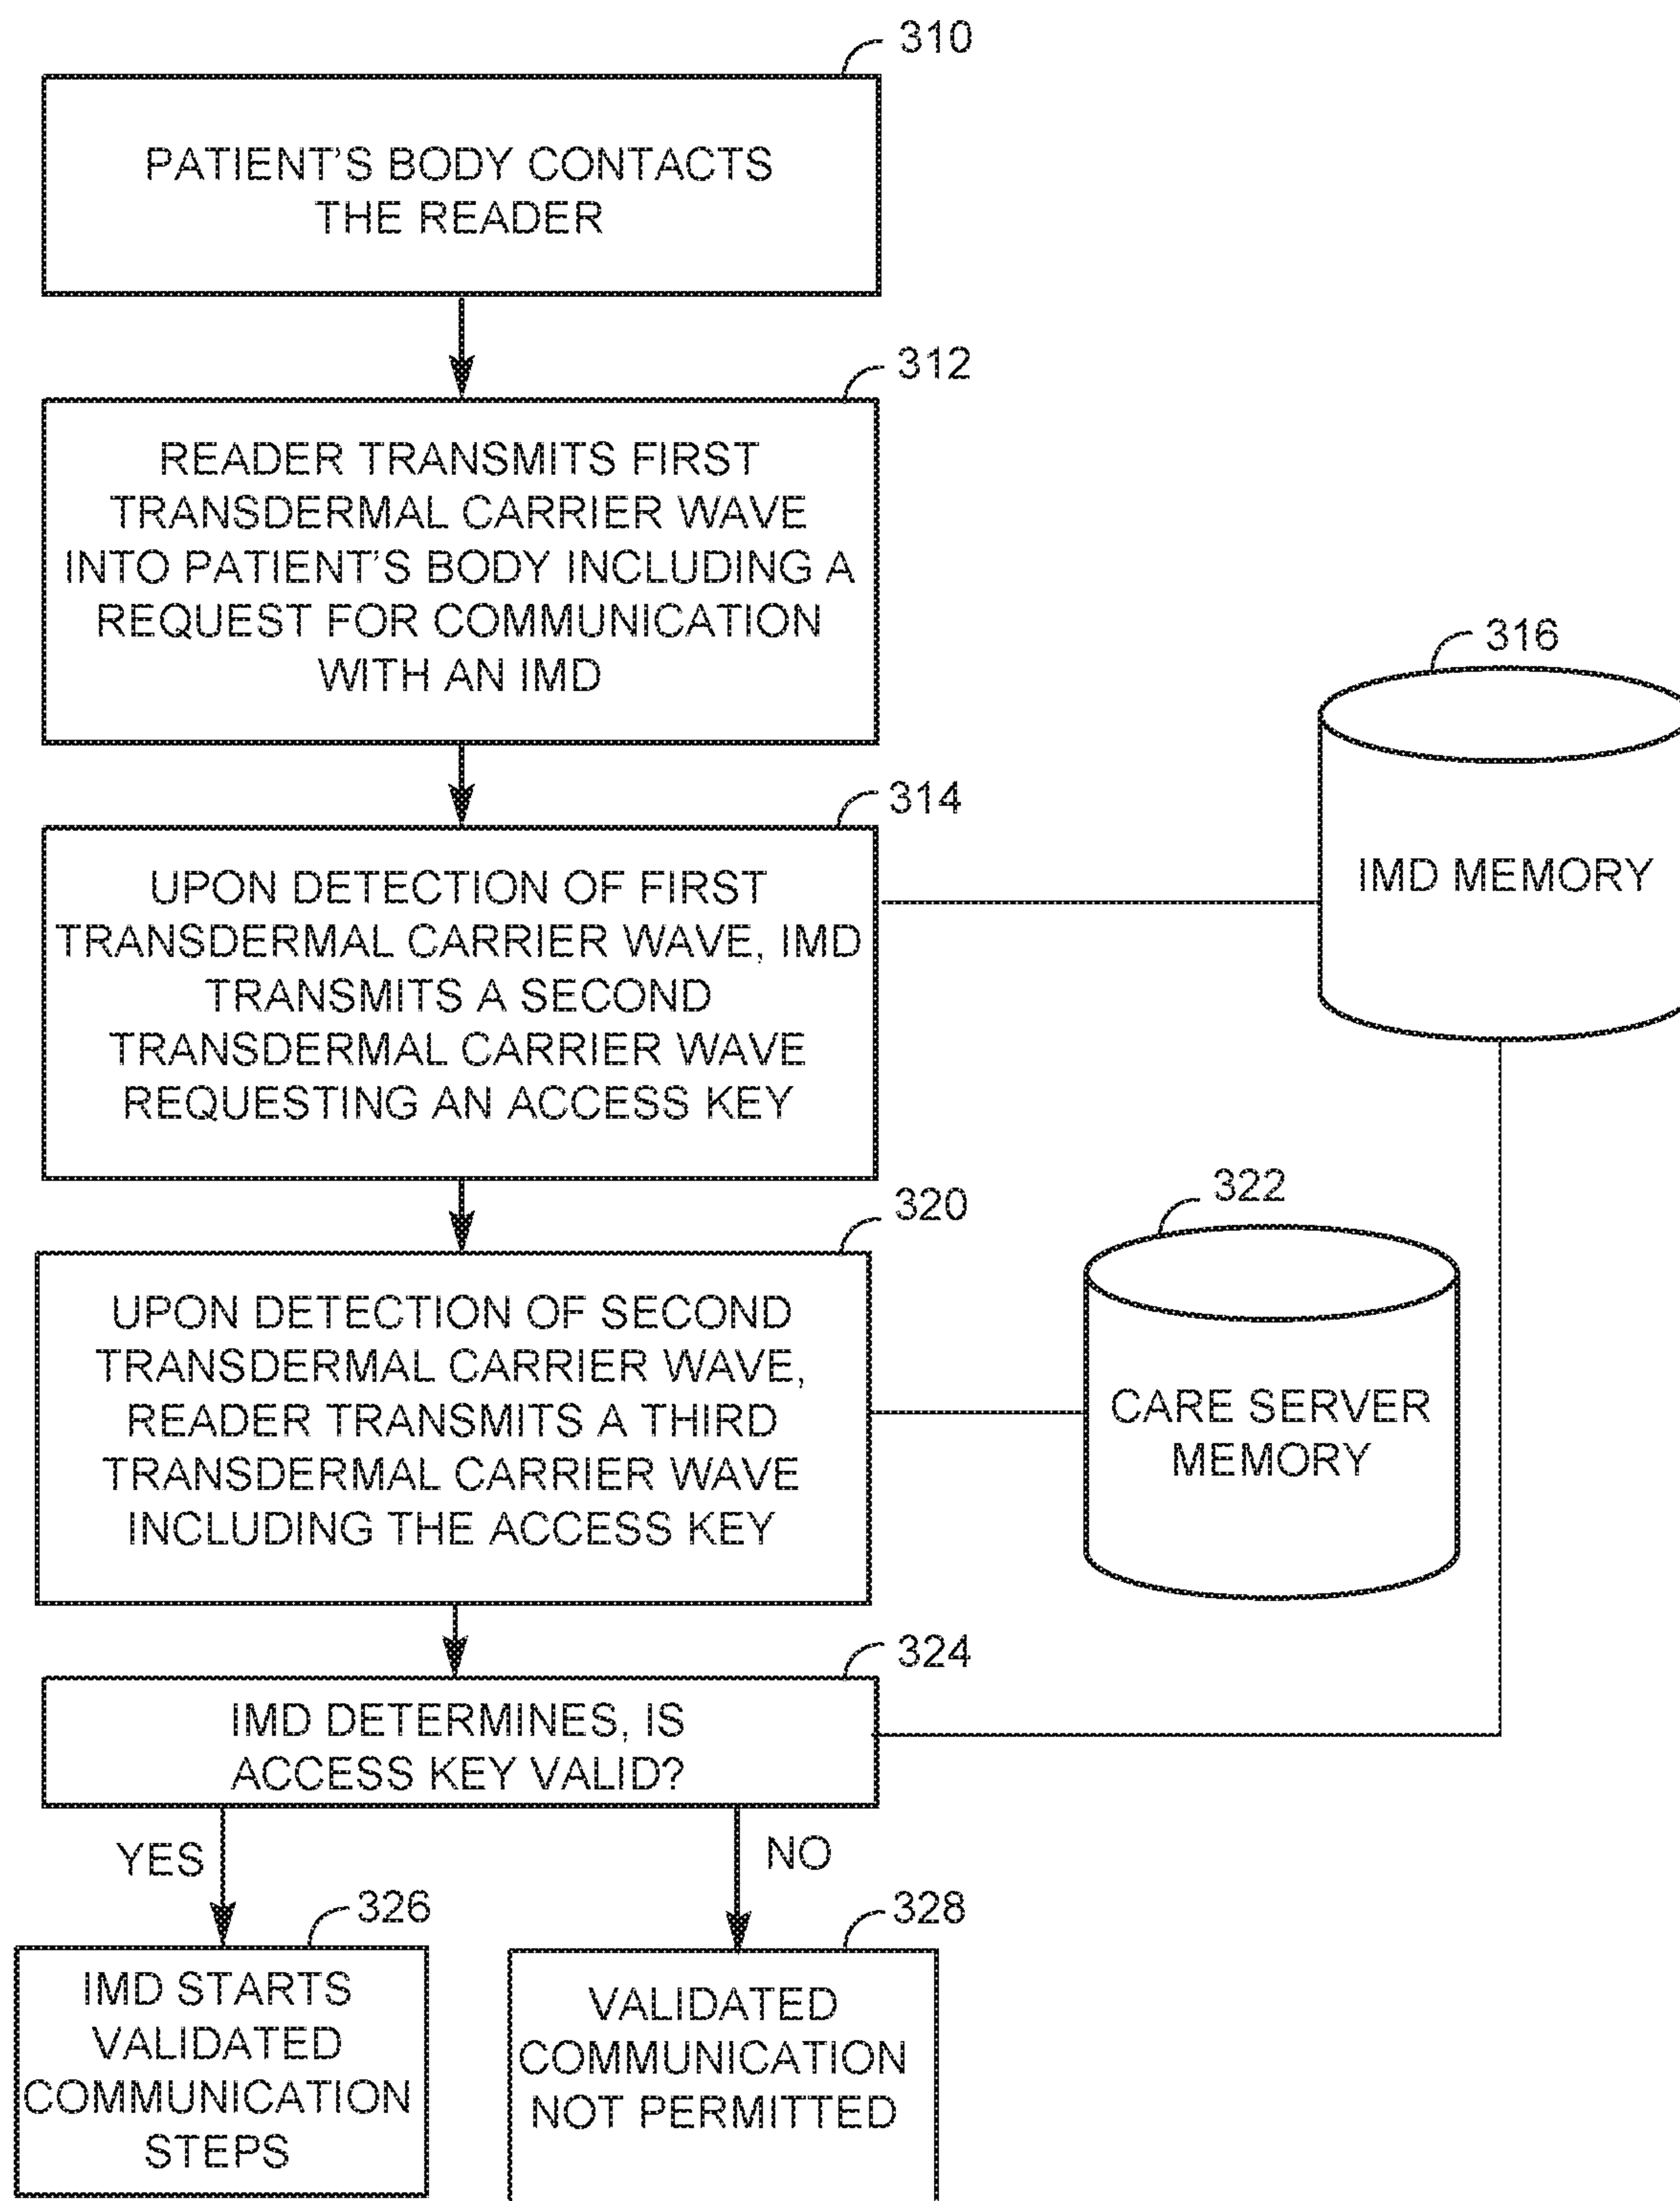 310
PATIENT'S BODY CONTACTS
THE READER
312
READER TRANSMITS FIRST
TRANSDERMAL CARRIER WAVE
INTO PATIENT'S BODY INCLUDING A
REQUEST FOR COMMUNICATION
WITH AN IMD
314
UPON DETECTION OF FIRST
TRANSDERMAL CARRIER WAVE, IMD
TRANSMITS A SECOND
TRANSDERMAL CARRIER WAVE
REQUESTING AN ACCESS KEY
316
IMD MEMORY
320
UPON DETECTION OF SECOND
TRANSDERMAL CARRIER WAVE,
READER TRANSMITS A THIRD
TRANSDERMAL CARRIER WAVE
INCLUDING THE ACCESS KEY
322
CARE SERVER
MEMORY
324
IMD DETERMINES, IS
ACCESS KEY VALID?
YES
NO
326
IMD STARTS
VALIDATED
COMMUNICATION
STEPS
328
VALIDATED
COMMUNICATION
NOT PERMITTED